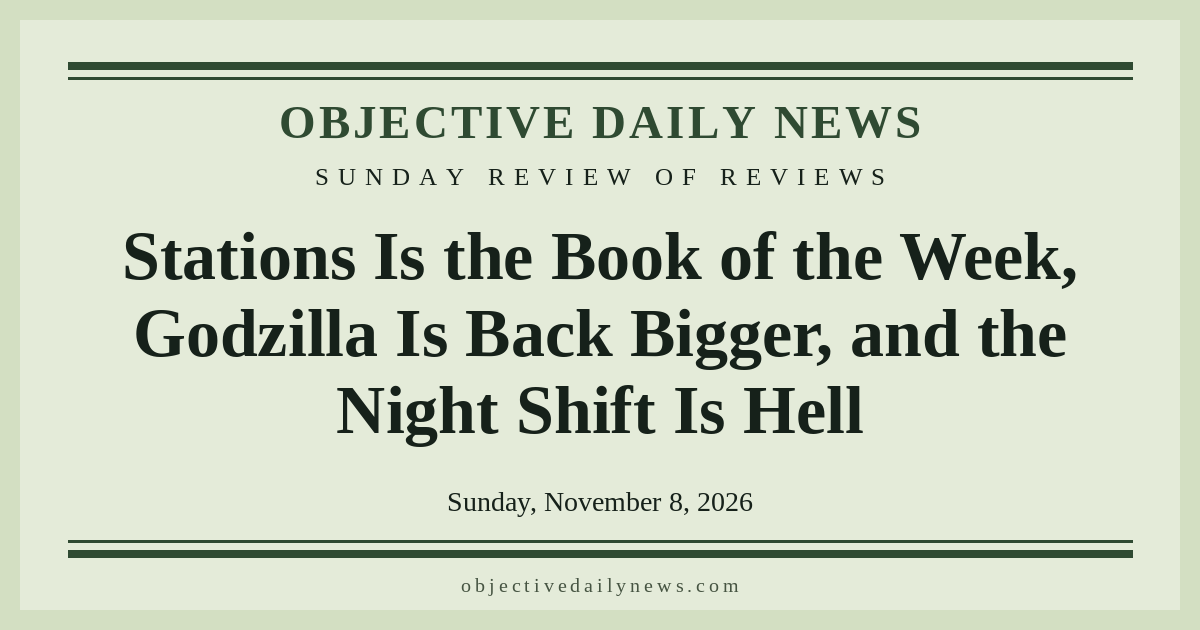 OBJECTIVE DAILY NEWS
SUNDAY REVIEW OF REVIEWS
Stations Is the Book of the Week,
Godzilla Is Back Bigger, and the
Night Shift Is Hell
Sunday, November 8, 2026
objectivedailynews.com